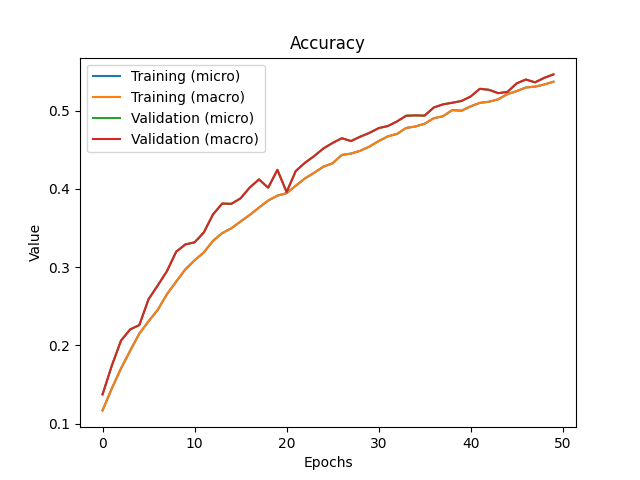 Accuracy
Training (micro)
Training (macro)
Validation (micro)
Validation (macro)
Value
0.5
0.4
0.3
0.2
0.1
0 10 20 30 40 50
Epochs